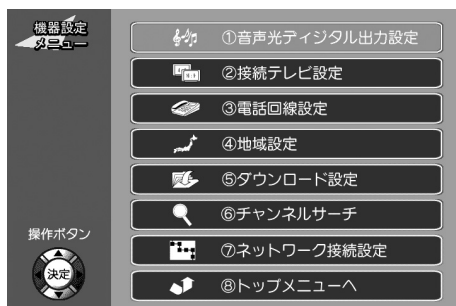 機器設定
メニュー
①音声光ディジタル出力設定
②接続テレビ設定
③電話回線設定
④地域設定
⑤ダウンロード設定
⑥チャンネルサーチ
⑦ネットワーク接続設定
⑧トップメニューへ
操作ボタン
決定